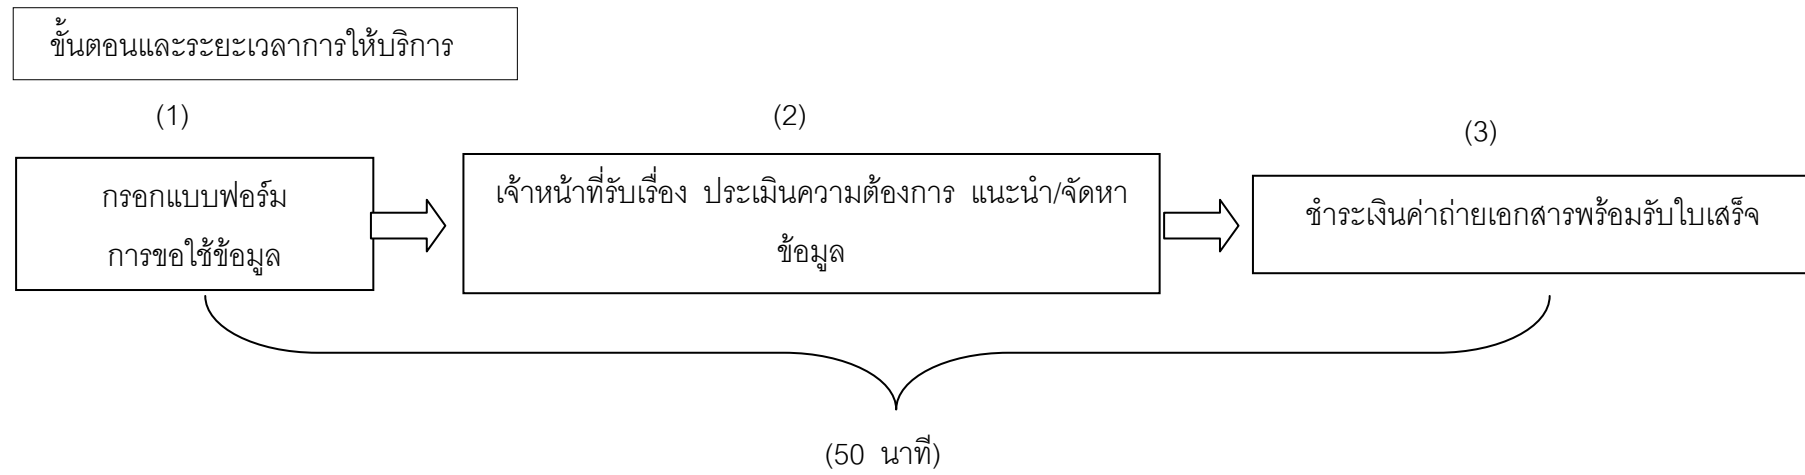 ขั้นตอนและระยะเวลาการให้บริการ
(1)
(2)
(3)
กรอกแบบฟอร์ม
การขอใช้ข้อมูล
เจ้าหน้าที่รับเรื่อง ประเมินความต้องการ แนะนำ/จัดหา
ข้อมูล
ชำระเงินค่าถ่ายเอกสารพร้อมรับใบเสร็จ
(50 นาที)